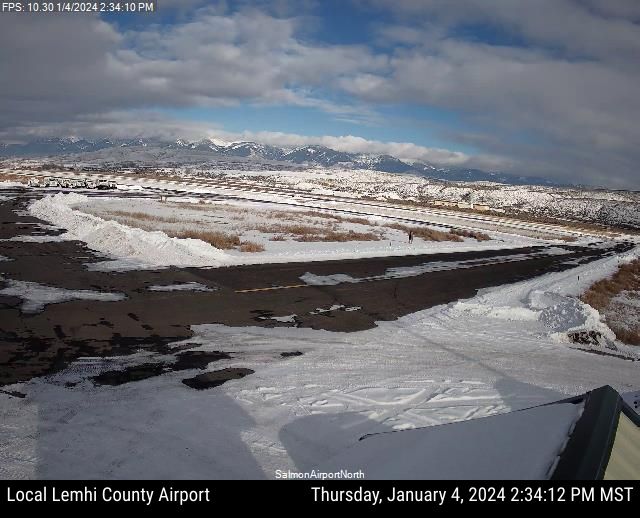 FPS: 10.30 1/4/2024 2:34:10 PM
SalmonAirportNorth
Local Lemhi County Airport Thursday, January 4, 2024 2:34:12 PM MST